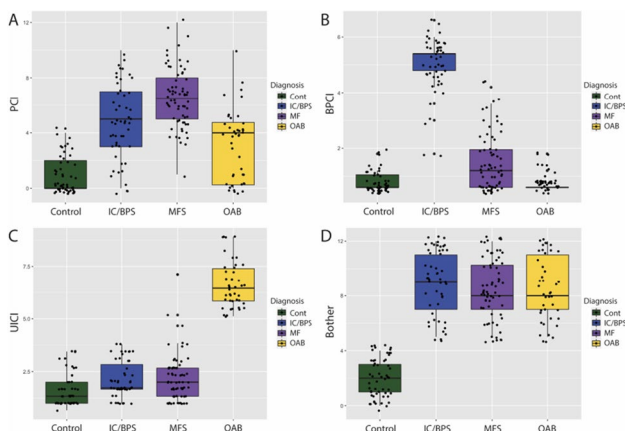 A
PCI
12
8
4
0
Control IC/BPS MFS OAB
Diagnosis
Cont
IC/BPS
MF
OAB
B
BPCI
6
4
2
Control IC/BPS MFS OAB
Diagnosis
Cont
IC/BPS
MF
OAB
C
UICI
7.5
5.0
2.5
Control IC/BPS MFS OAB
Diagnosis
Cont
IC/BPS
MF
OAB
D
Bother
12
8
4
0
Control IC/BPS MFS OAB
Diagnosis
Cont
IC/BPS
MF
OAB